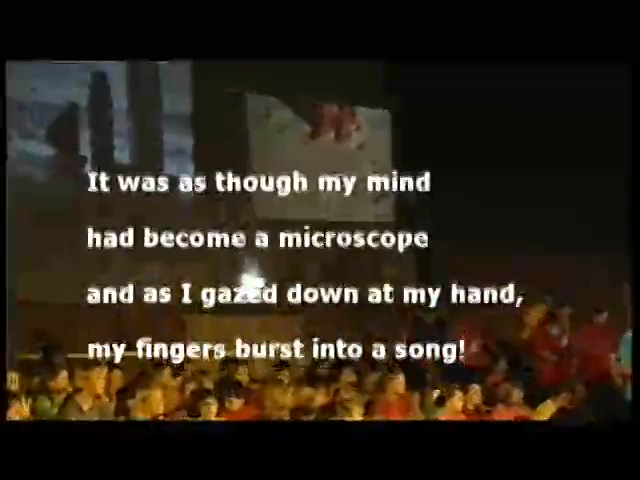 It was as though my mind
had become a microscope
and as I gazed down at my hand,
my fingers burst into a song!